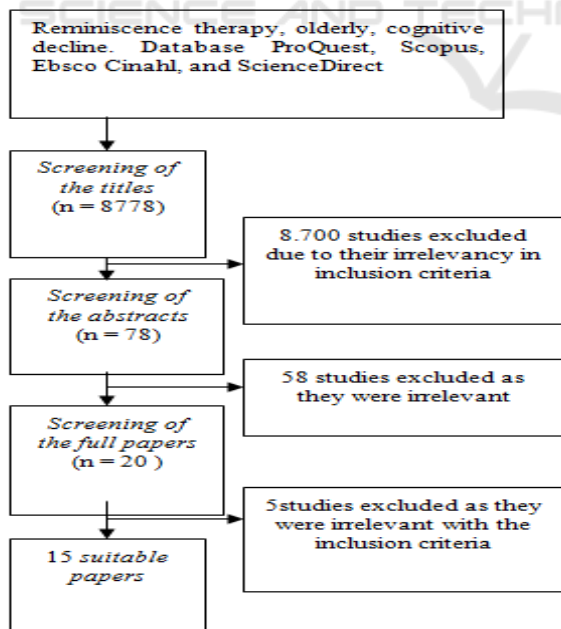 SCIENCE AND TECH
Reminiscence therapy, olderly, cognitive
decline. Database ProQuest, Scopus,
Ebsco Cinahl, and ScienceDirect
Screening of
the titles
(n = 8778)
8.700 studies excluded
due to their irrelevancy in
inclusion criteria
Screening of
the abstracts
(n = 78)
58 studies excluded as
they were irrelevant
Screening of
the full papers
(n = 20 )
5studies excluded as they
were irrelevant with the
inclusion criteria
15 suitable
papers